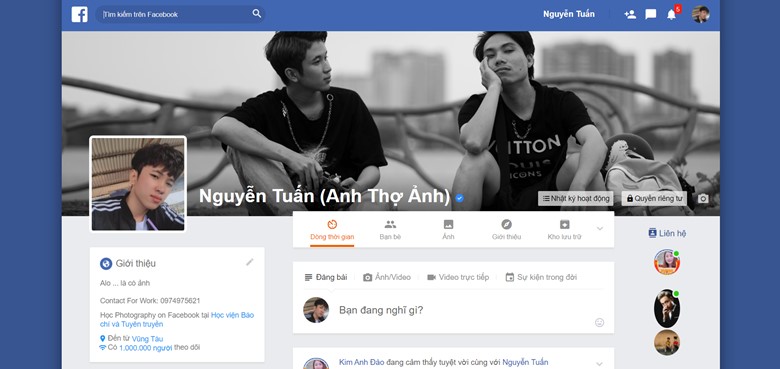 f
Tìm kiếm trên Facebook
Nguyễn Tuấn
5
VUITTON
LOUIS
ICONS
Nguyễn Tuấn (Anh Thợ Ảnh)
Nhật ký hoạt động
Quyền riêng tư
Dòng thời gian
Bạn bè
Ảnh
Giới thiệu
Kho lưu trữ
Liên hệ
Giới thiệu
Alo ... là có ảnh
Contact For Work: 0974975621
Học Photography on Facebook tại Học viện Báo
chí và Tuyên truyền
Đến từ Vũng Tàu
Có 1.000.000 người theo dõi
Đăng bài
Ảnh/Video
Video trực tiếp
Sự kiện trong đời
Bạn đang nghĩ gì?
Kim Anh Đào đang cảm thấy tuyệt vời cùng với Nguyễn Tuấn